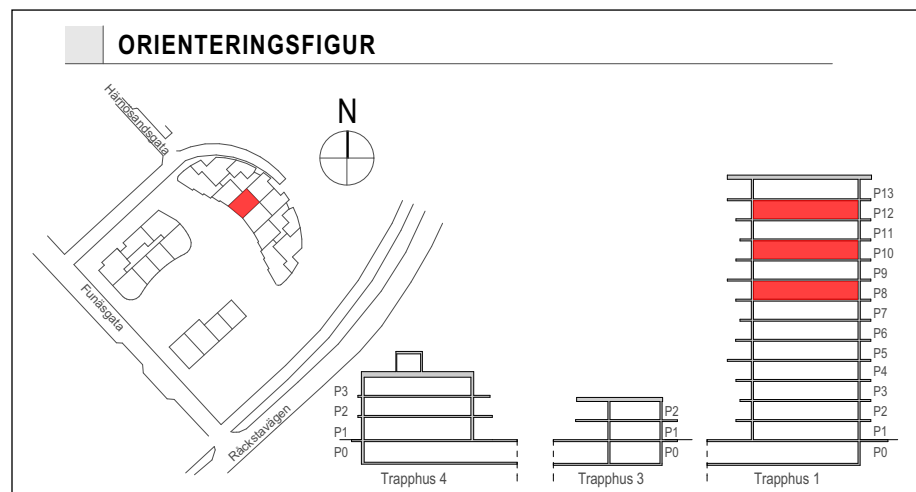 ORIENTERINGSFIGUR
Härnösandsgata
N
Funäsgata
Räckstavägen
P3
P2
P1
P0
Trapphus 4
P2
P1
P0
Trapphus 3
P13
P12
P11
P10
P9
P8
P7
P6
P5
P4
P3
P2
P1
P0
Trapphus 1